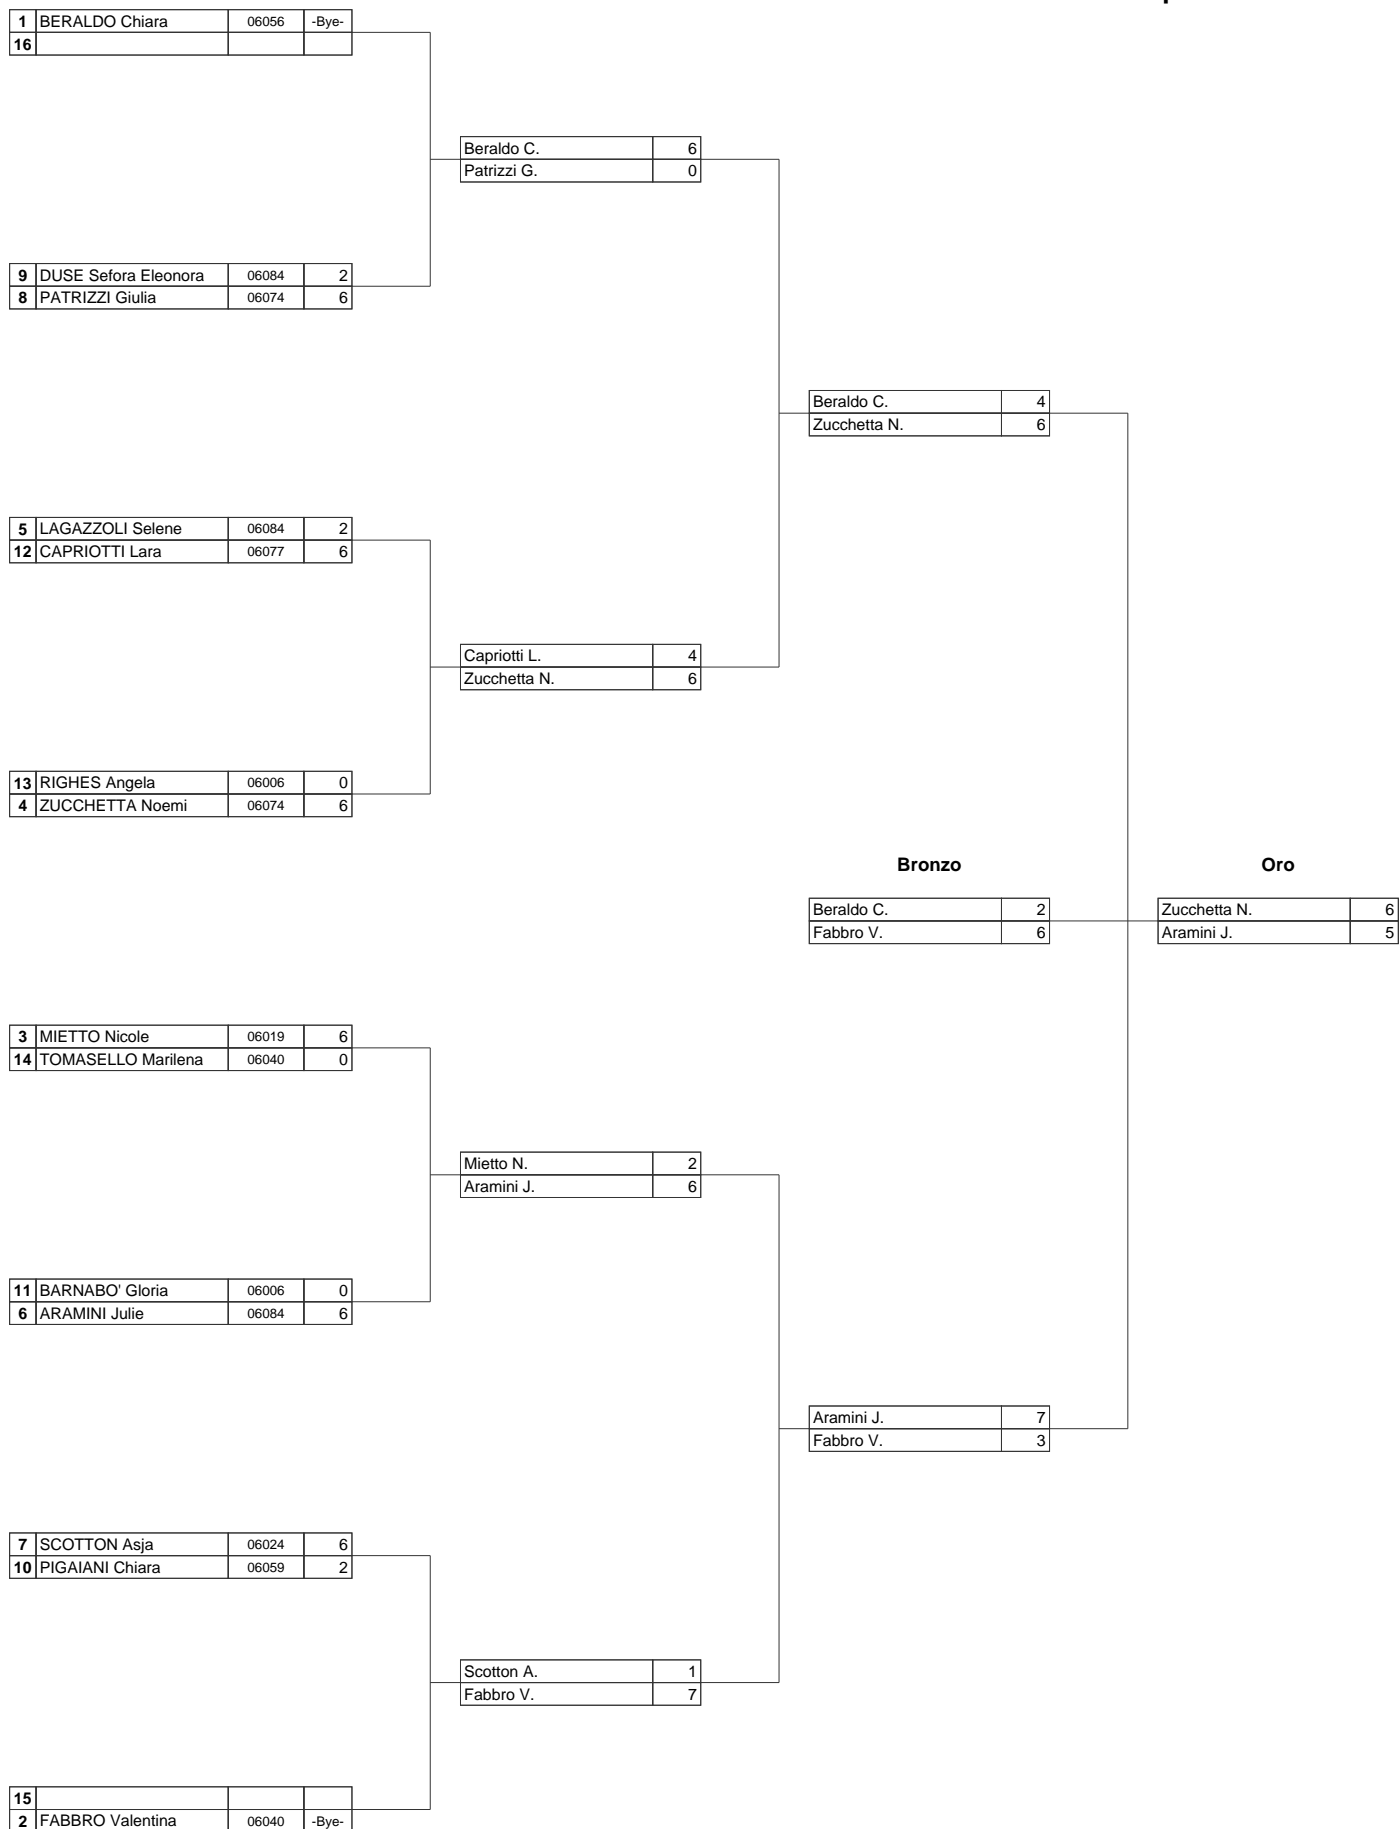 1 BERALDO Chiara 06056 -Bye-
16
Beraldo C. 6
Patrizzi G. 0
9 DUSE Sefora Eleonora 06084 2
8 PATRIZZI Giulia 06074 6
Beraldo C. 4
Zucchetta N. 6
5 LAGAZZOLI Selene 06084 2
12 CAPRIOTTI Lara 06077 6
Capriotti L. 4
Zucchetta N. 6
13 RIGHES Angela 06006 0
4 ZUCCHETTA Noemi 06074 6
Bronzo Oro
Beraldo C. 2 Zucchetta N. 6
Fabbro V. 6 Aramini J. 5
3 MIETTO Nicole 06019 6
14 TOMASELLO Marilena 06040 0
Mietto N. 2
Aramini J. 6
11 BARNABO' Gloria 06006 0
6 ARAMINI Julie 06084 6
Aramini J. 7
Fabbro V. 3
7 SCOTTON Asja 06024 6
10 PIGAIANI Chiara 06059 2
Scotton A. 1
Fabbro V. 7
15
2 FABBRO Valentina 06040 -Bye-